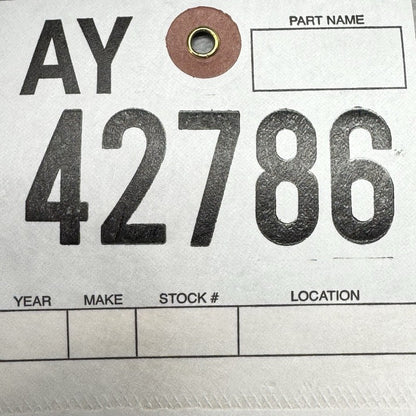 AY
PART NAME
42786
YEAR MAKE STOCK # LOCATION